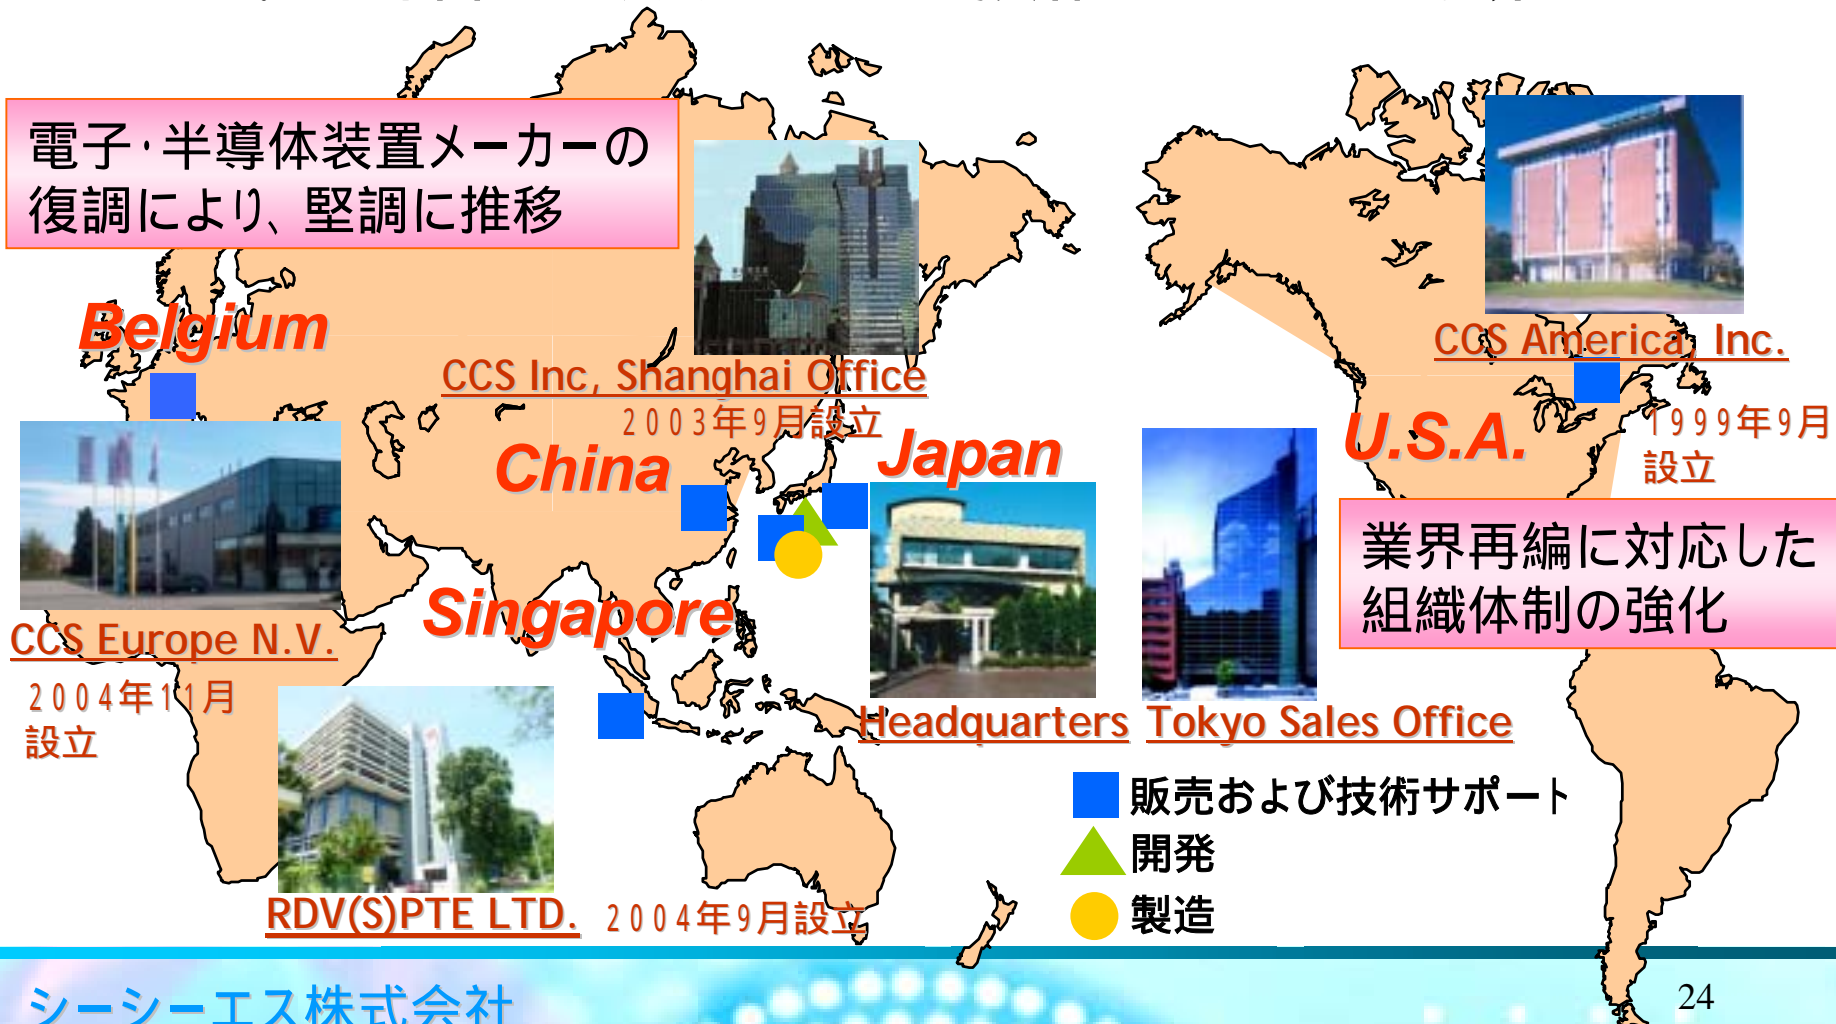 電子・半導体装置メーカーの
復調により、堅調に推移
Belgium
CCS Inc, Shanghai Office
2003年9月設立
China
Japan
CCS America, Inc.
U.S.A.
1999年9月
設立
業界再編に対応した
組織体制の強化
Singapore
CCS Europe N.V.
2004年11月
設立
Headquarters
Tokyo Sales Office
RDV(S)PTE LTD.
2004年9月設立
販売および技術サポート
開発
製造
シーシーエス株式会社
24